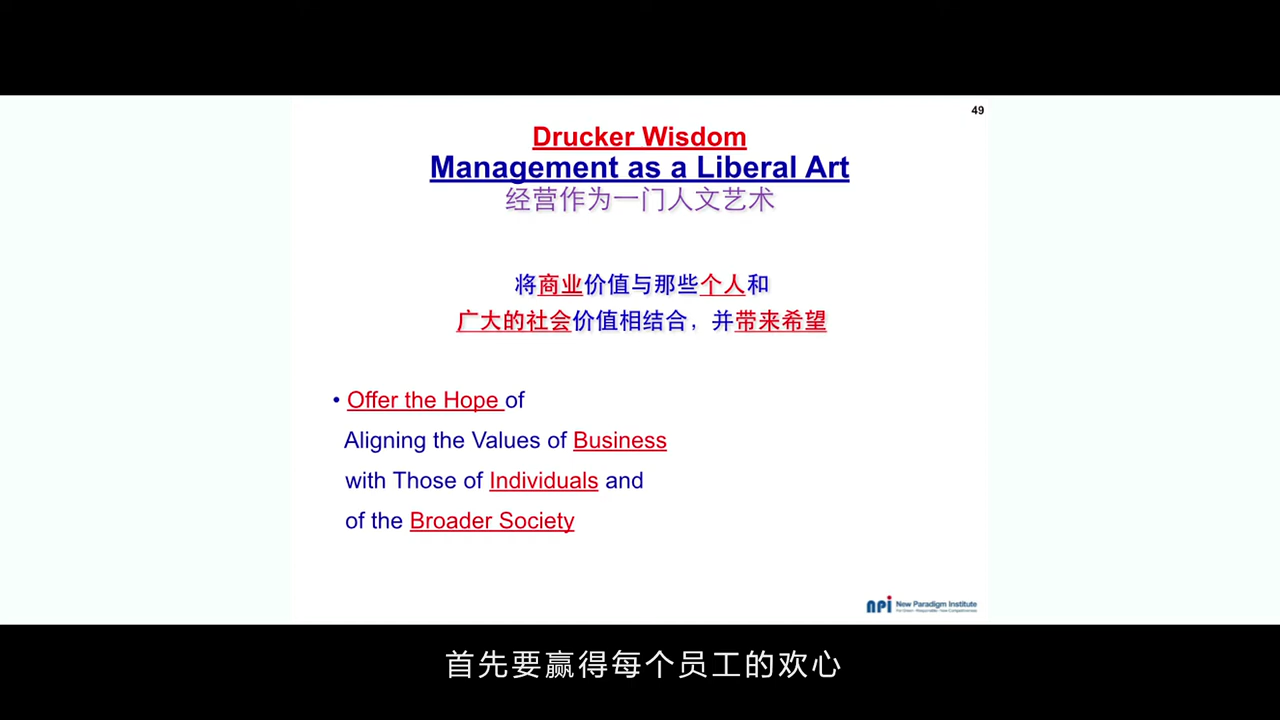 49
Drucker Wisdom
Management as a Liberal Art
经营作为一门人文艺术
将商业价值与那些个人和
广大的社会价值相结合，并带来希望
• Offer the Hope of
Aligning the Values of Business
with Those of Individuals and
of the Broader Society
npi New Paradigm Institute
首先要赢得每个员工的欢心